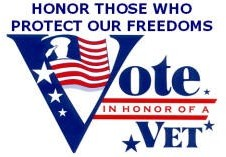 HONOR THOSE WHO
PROTECT OUR FREEDOMS
Vote
IN HONOR OF A
VET